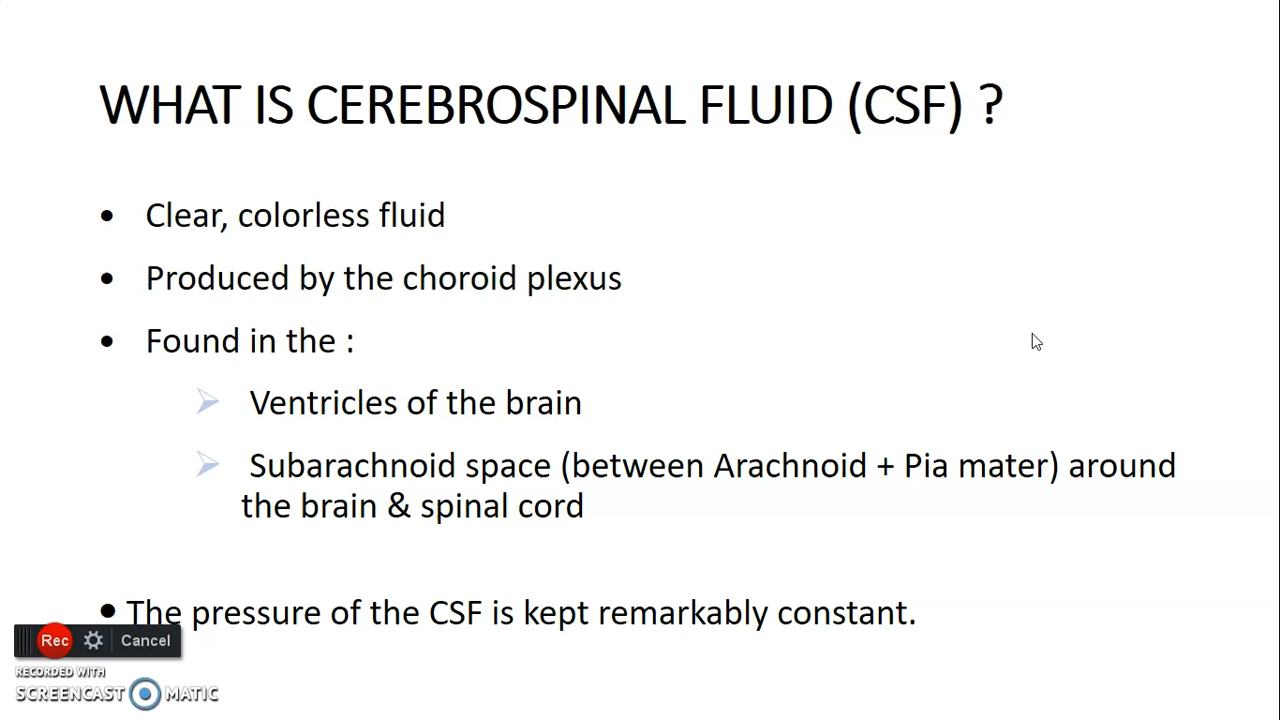 WHAT IS CEREBROSPINAL FLUID (CSF) ?
• Clear, colorless fluid
• Produced by the choroid plexus
• Found in the :
Ventricles of the brain
Subarachnoid space (between Arachnoid + Pia mater) around
the brain & spinal cord
• The pressure of the CSF is kept remarkably constant.
Rec Cancel
RECORDED WITH
SCREENCAST MATIC